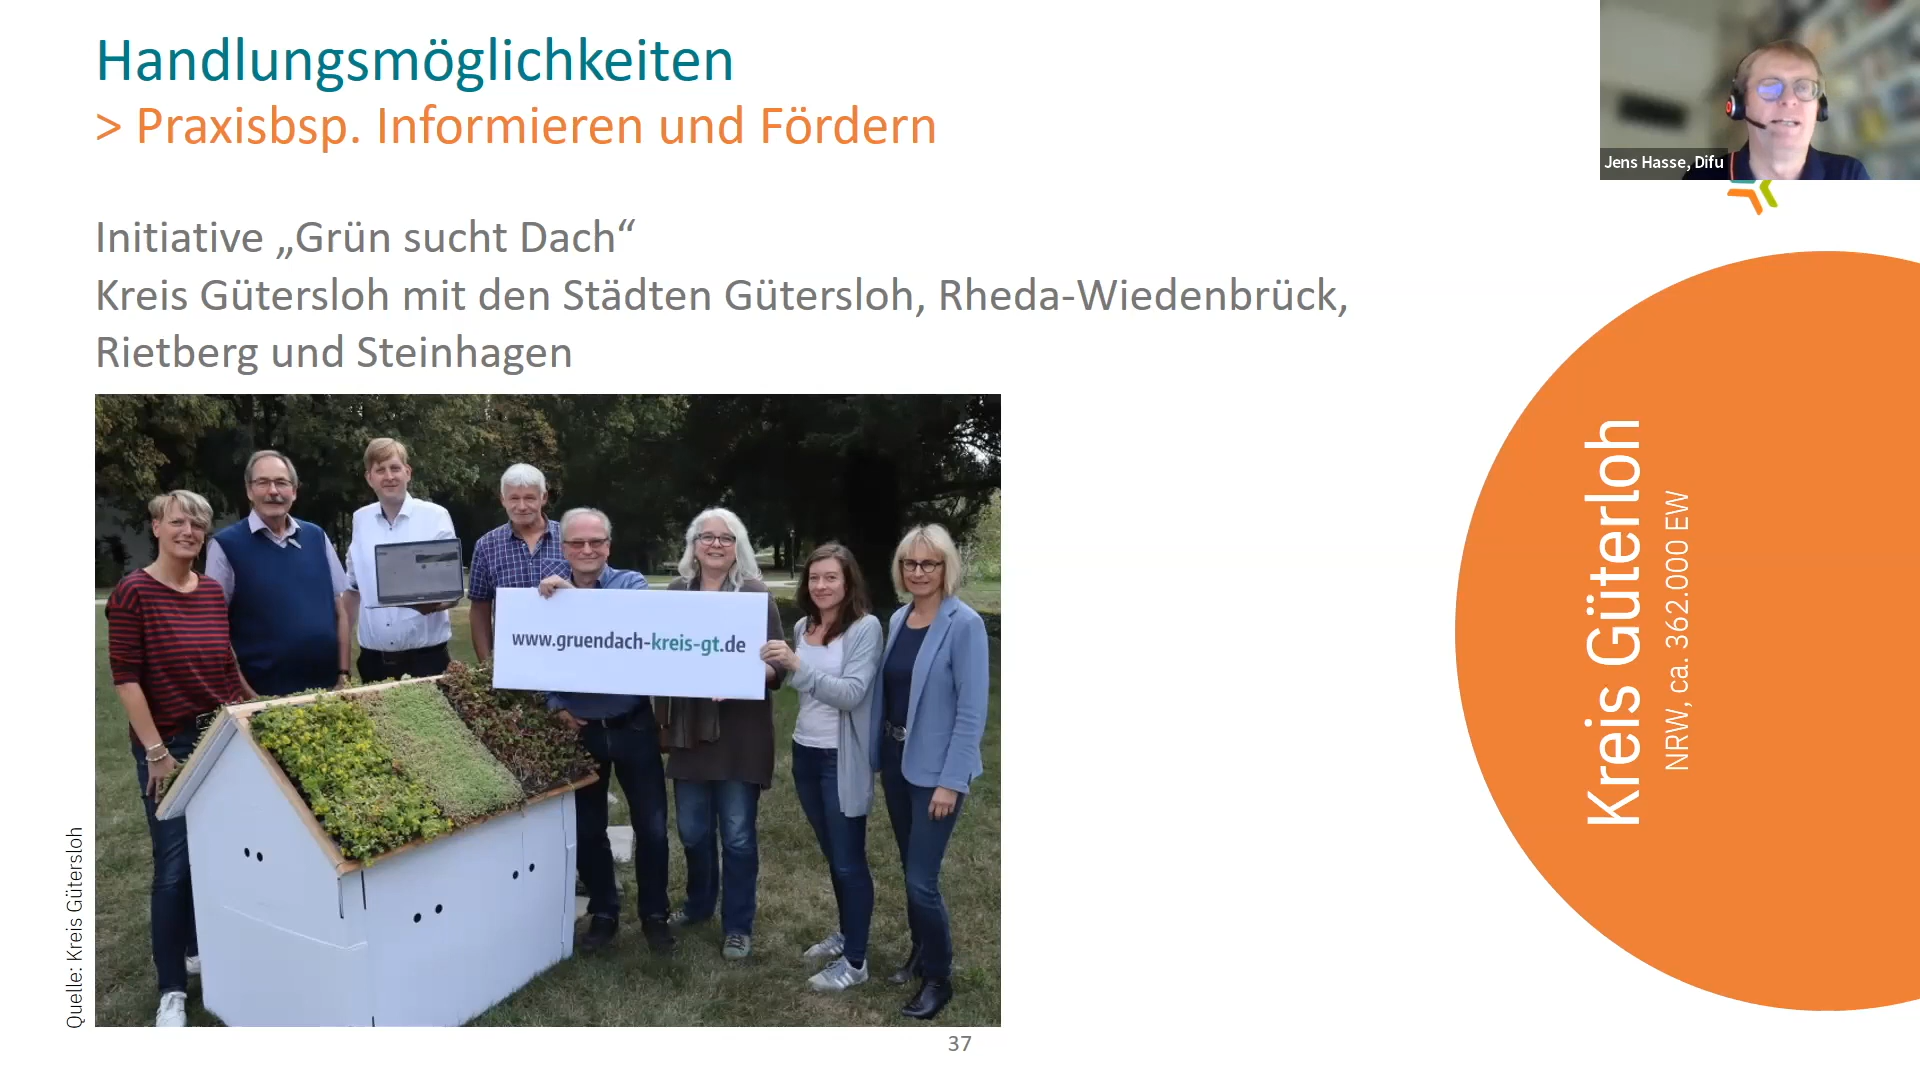 Handlungsmöglichkeiten
> Praxisbsp. Informieren und Fördern
Jens Hasse, Difu
Initiative „Grün sucht Dach“
Kreis Gütersloh mit den Städten Gütersloh, Rheda-Wiedenbrück,
Rietberg und Steinhagen
www.gruendach-kreis-gt.de
Quelle: Kreis Gütersloh
Kreis Güterloh
NRW, ca. 362.000 EW
37